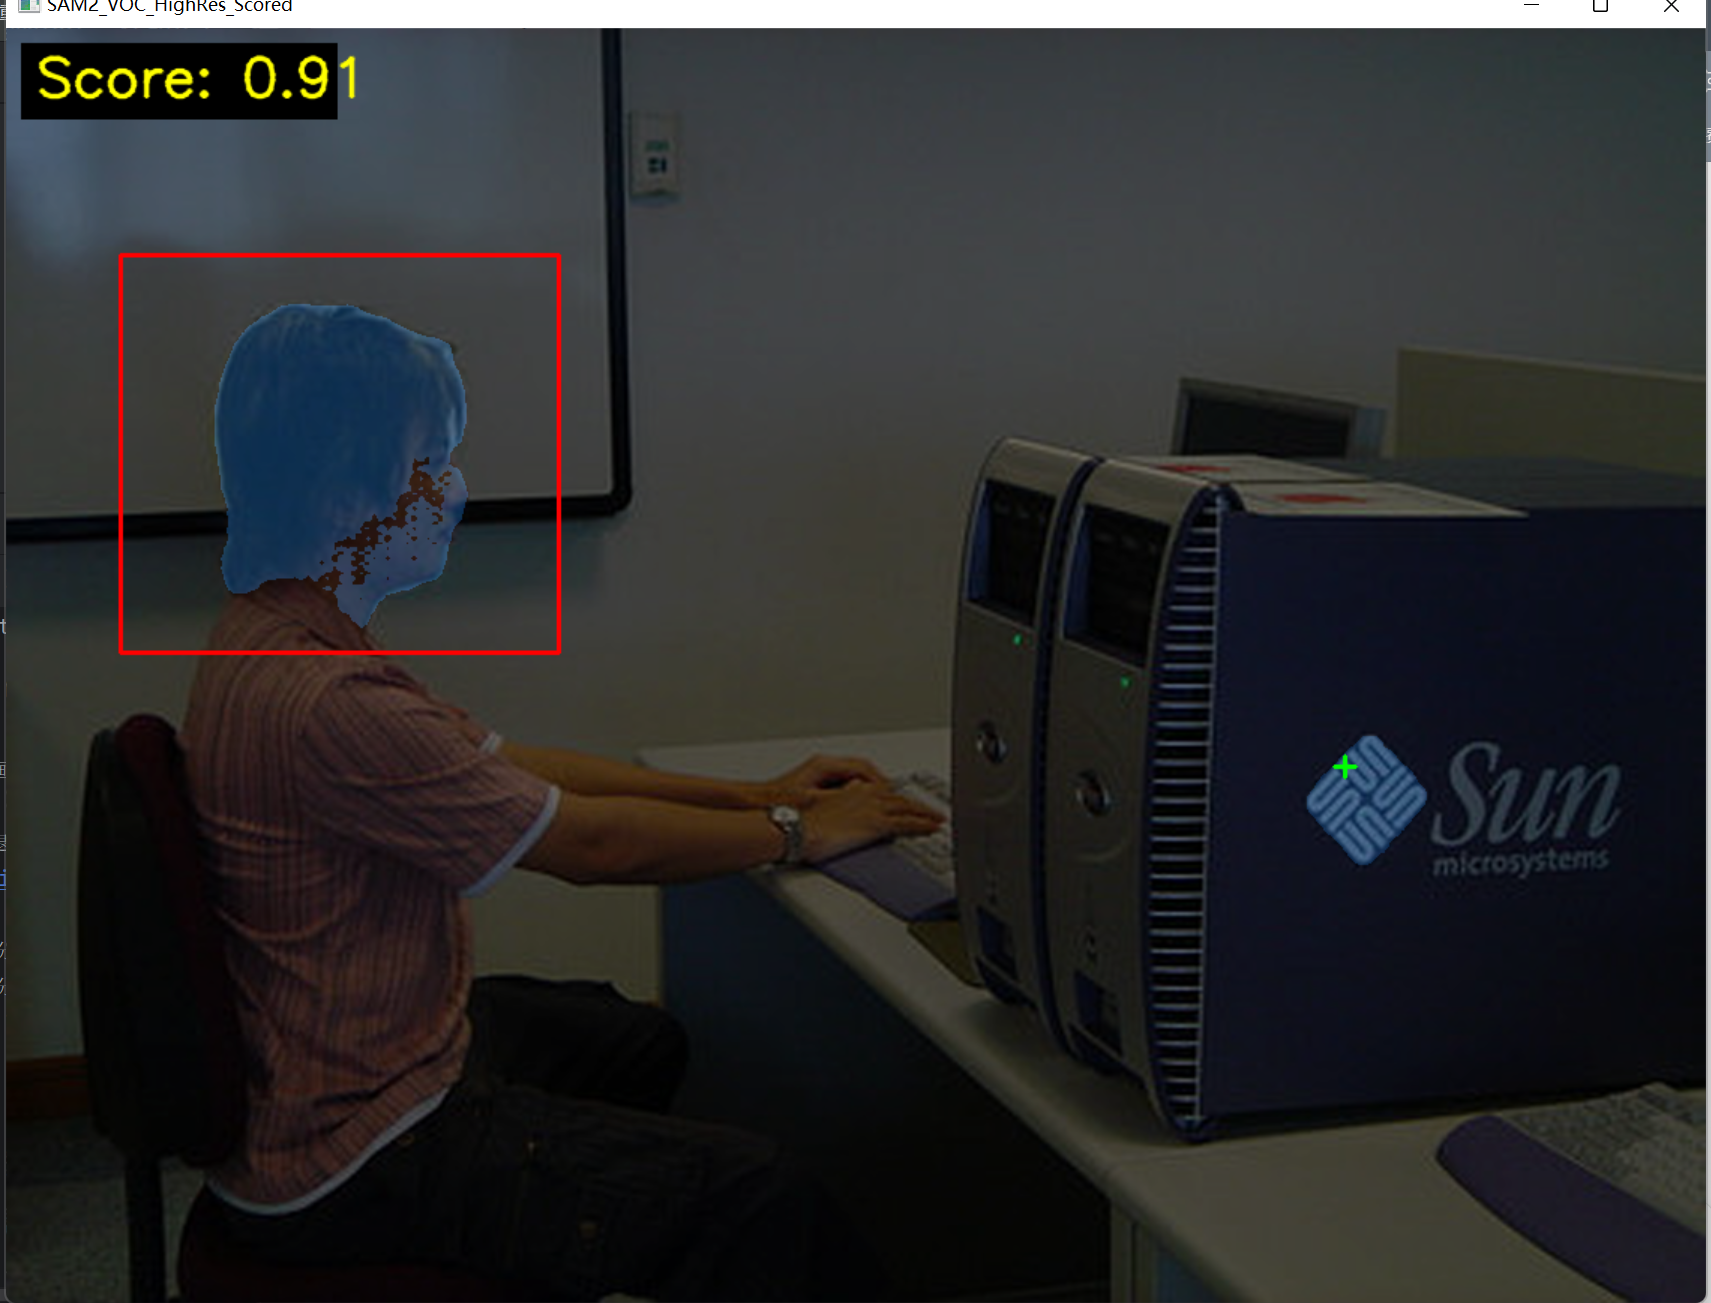 SAM2_VOC_HighRes_Scored
Score: 0.91
Sun
microsystems